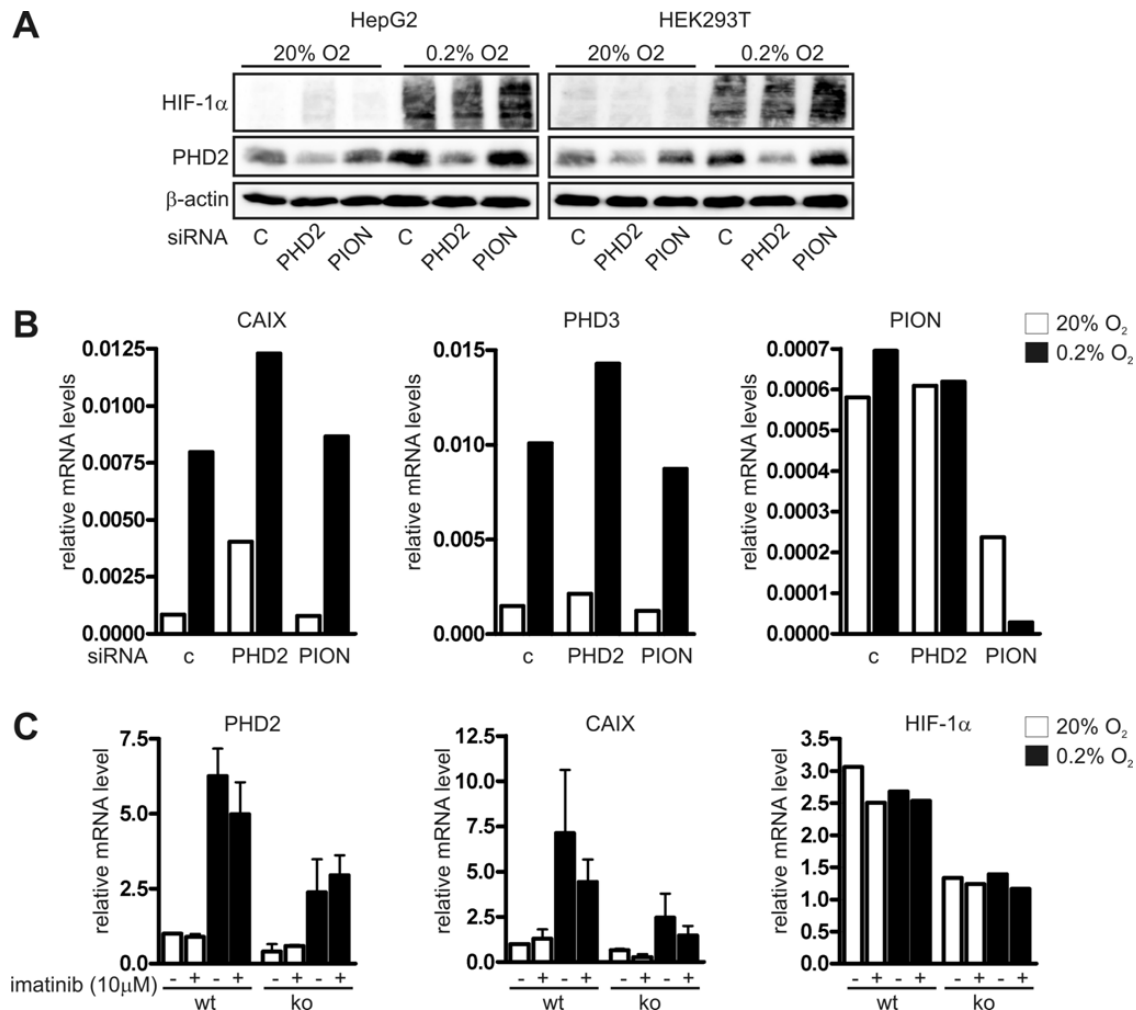 A
HepG2 HEK293T
20% O2 0.2% O2 20% O2 0.2% O2
HIF-1α
PHD2
β-actin
siRNA C PHD2 PION C PHD2 PION C PHD2 PION C PHD2 PION
B
CAIX PHD3 PION
20% O₂
0.2% O₂
relative mRNA levels
0.0125
0.0100
0.0075
0.0050
0.0025
0.0000
siRNA c PHD2 PION
relative mRNA levels
0.015
0.010
0.005
0.000
c PHD2 PION
relative mRNA levels
0.0007
0.0006
0.0005
0.0004
0.0003
0.0002
0.0001
0.0000
c PHD2 PION
C
PHD2 CAIX HIF-1α
20% O₂
0.2% O₂
relative mRNA level
7.5
5.0
2.5
0.0
imatinib (10μM) - + - + - + - +
wt ko
relative mRNA level
12.5
10.0
7.5
5.0
2.5
0.0
- + - + - + - +
wt ko
relative mRNA level
3.5
3.0
2.5
2.0
1.5
1.0
0.5
0.0
- + - + - + - +
wt ko